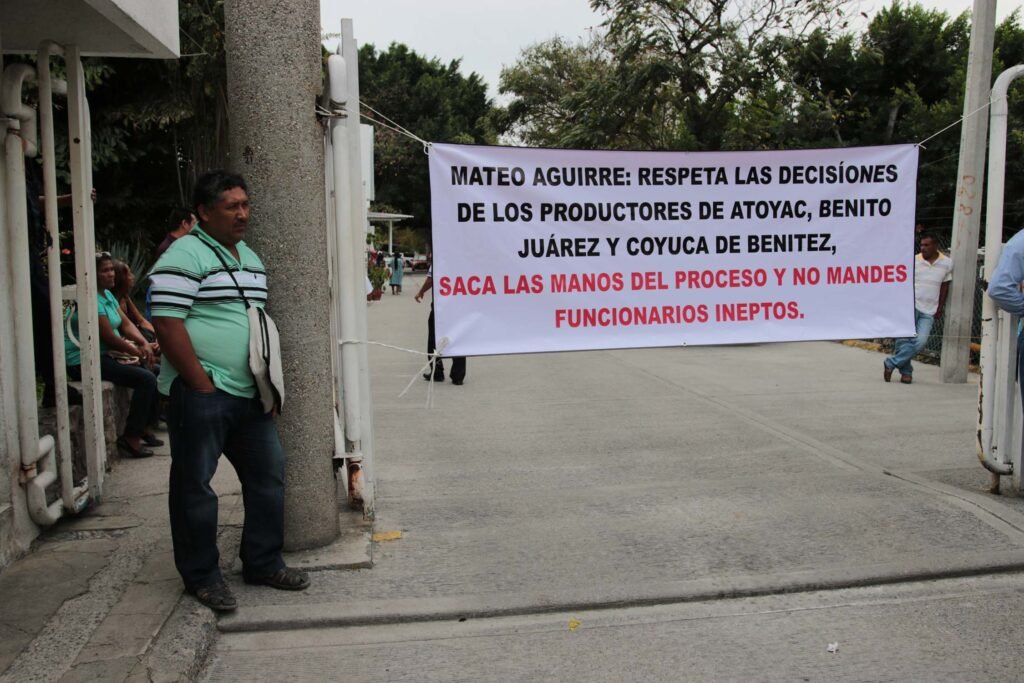 MATEO AGUIRRE: RESPETA LAS DECISÍONES
DE LOS PRODUCTORES DE ATOYAC, BENITO
JUÁREZ Y COYUCA DE BENITEZ,
SACA LAS MANOS DEL PROCESO Y NO MANDES
FUNCIONARIOS INEPTOS.